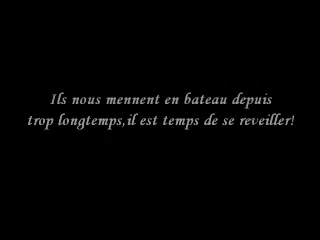 Ils nous mennent en bateau depuis
trop longtemps,il est temps de se reveiller!